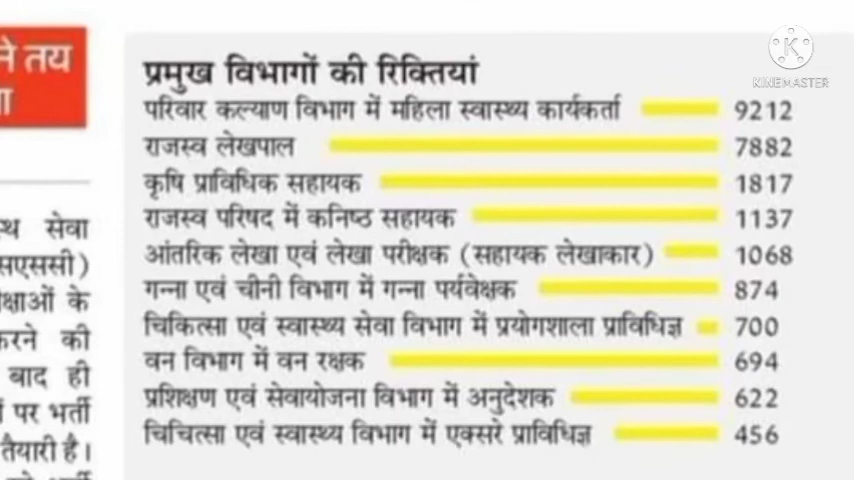 ने तय
प्रमुख विभागों की रिक्तियां
परिवार कल्याण विभाग में महिला स्वास्थ्य कार्यकर्ता 9212
राजस्व लेखपाल 7882
कृषि प्राविधिक सहायक 1817
राजस्व परिषद में कनिष्ठ सहायक 1137
आंतरिक लेखा एवं लेखा परीक्षक (सहायक लेखाकार) 1068
गन्ना एवं चीनी विभाग में गन्ना पर्यवेक्षक 874
चिकित्सा एवं स्वास्थ्य सेवा विभाग में प्रयोगशाला प्राविधिज्ञ 700
वन विभाग में वन रक्षक 694
प्रशिक्षण एवं सेवायोजना विभाग में अनुदेशक 622
चिचित्सा एवं स्वास्थ्य विभाग में एक्सरे प्राविधिज्ञ 456
स्थ सेवा
सएससी)
क्षाओं के
करने की
बाद ही
पर भर्ती
तैयारी है।
K
KINEMASTER